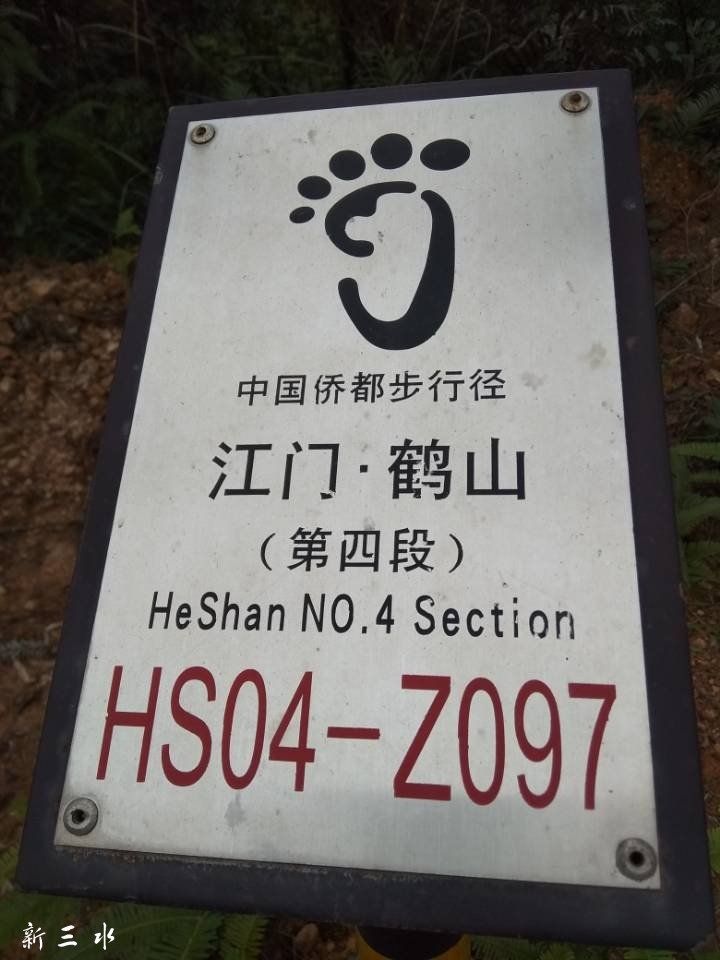 中国侨都步行径
江门·鹤山
（第四段）
HeShan NO.4 Section
HS04-Z097
新三水